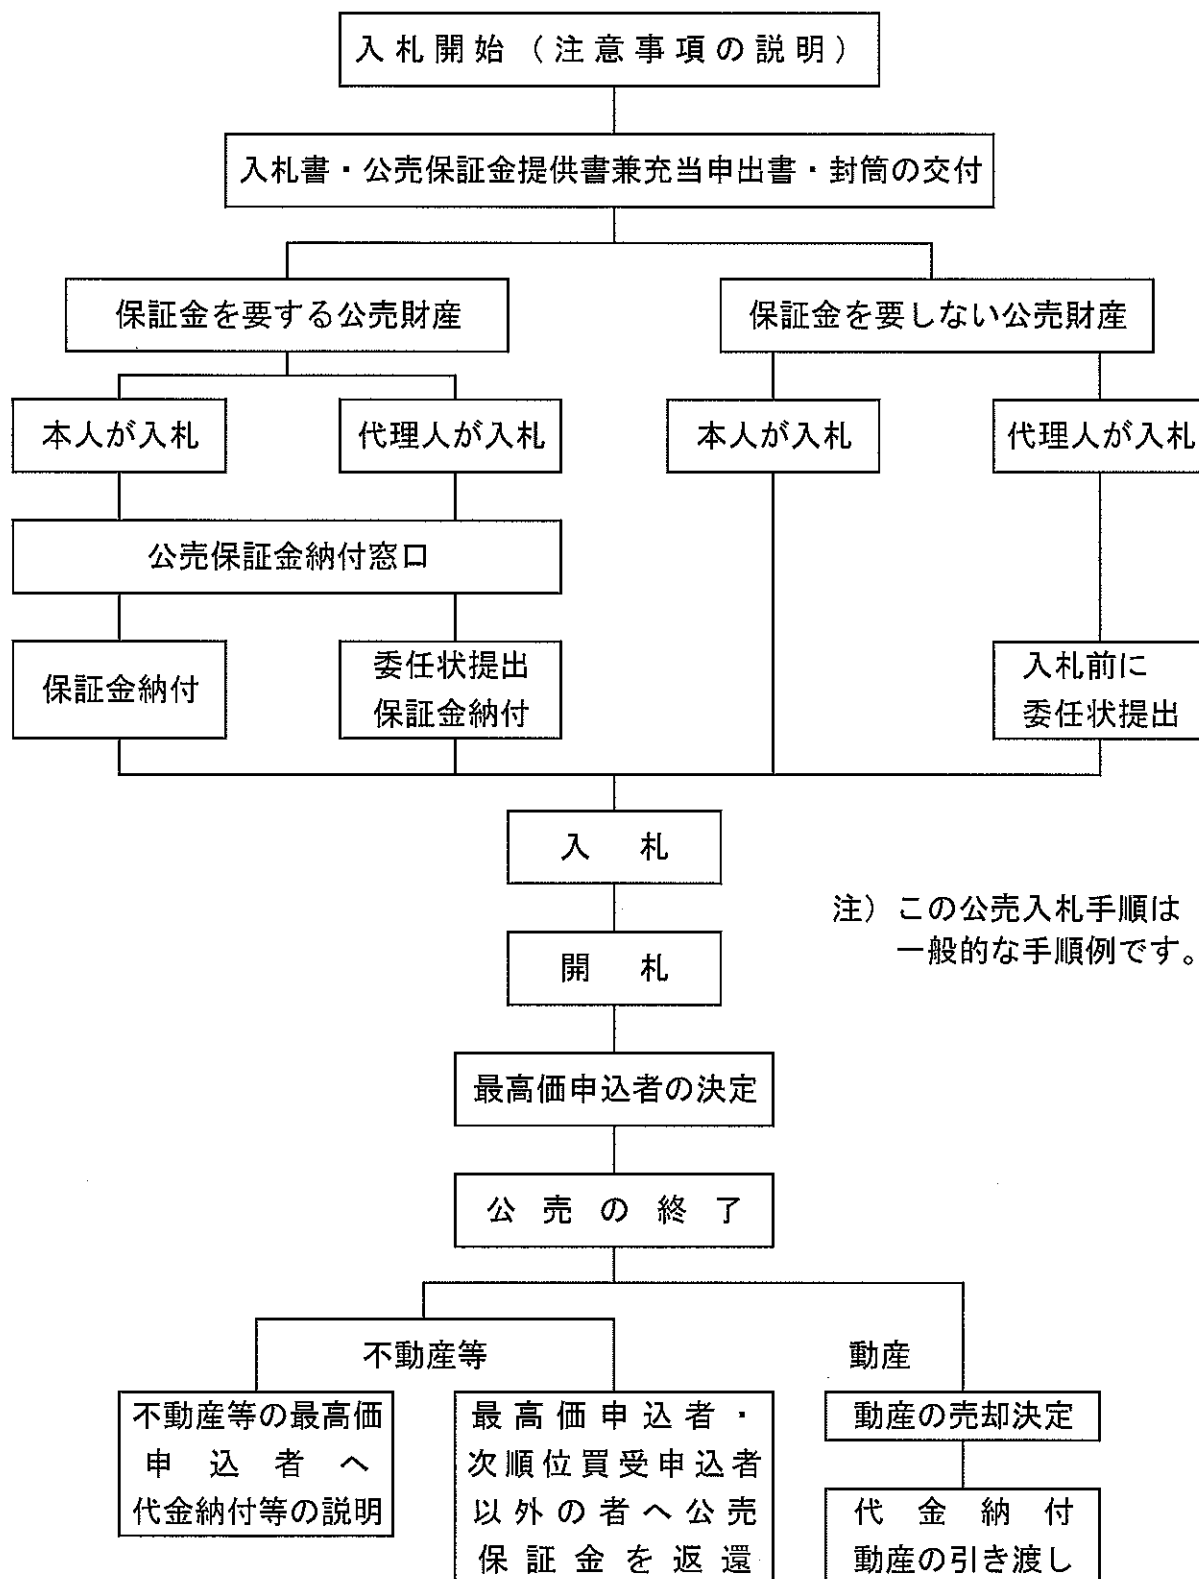 入札開始（注意事項の説明）
入札書・公売保証金提供書兼充当申出書・封筒の交付
保証金を要する公売財産
保証金を要しない公売財産
本人が入札
代理人が入札
本人が入札
代理人が入札
公売保証金納付窓口
保証金納付
委任状提出
保証金納付
入札前に
委任状提出
入札
開札
注）この公売入札手順は
一般的な手順例です。
最高価申込者の決定
公売の終了
不動産等
動産
不動産等の最高価
申込者へ
代金納付等の説明
最高価申込者・
次順位買受申込者
以外の者へ公売
保証金を返還
動産の売却決定
代金納付
動産の引き渡し